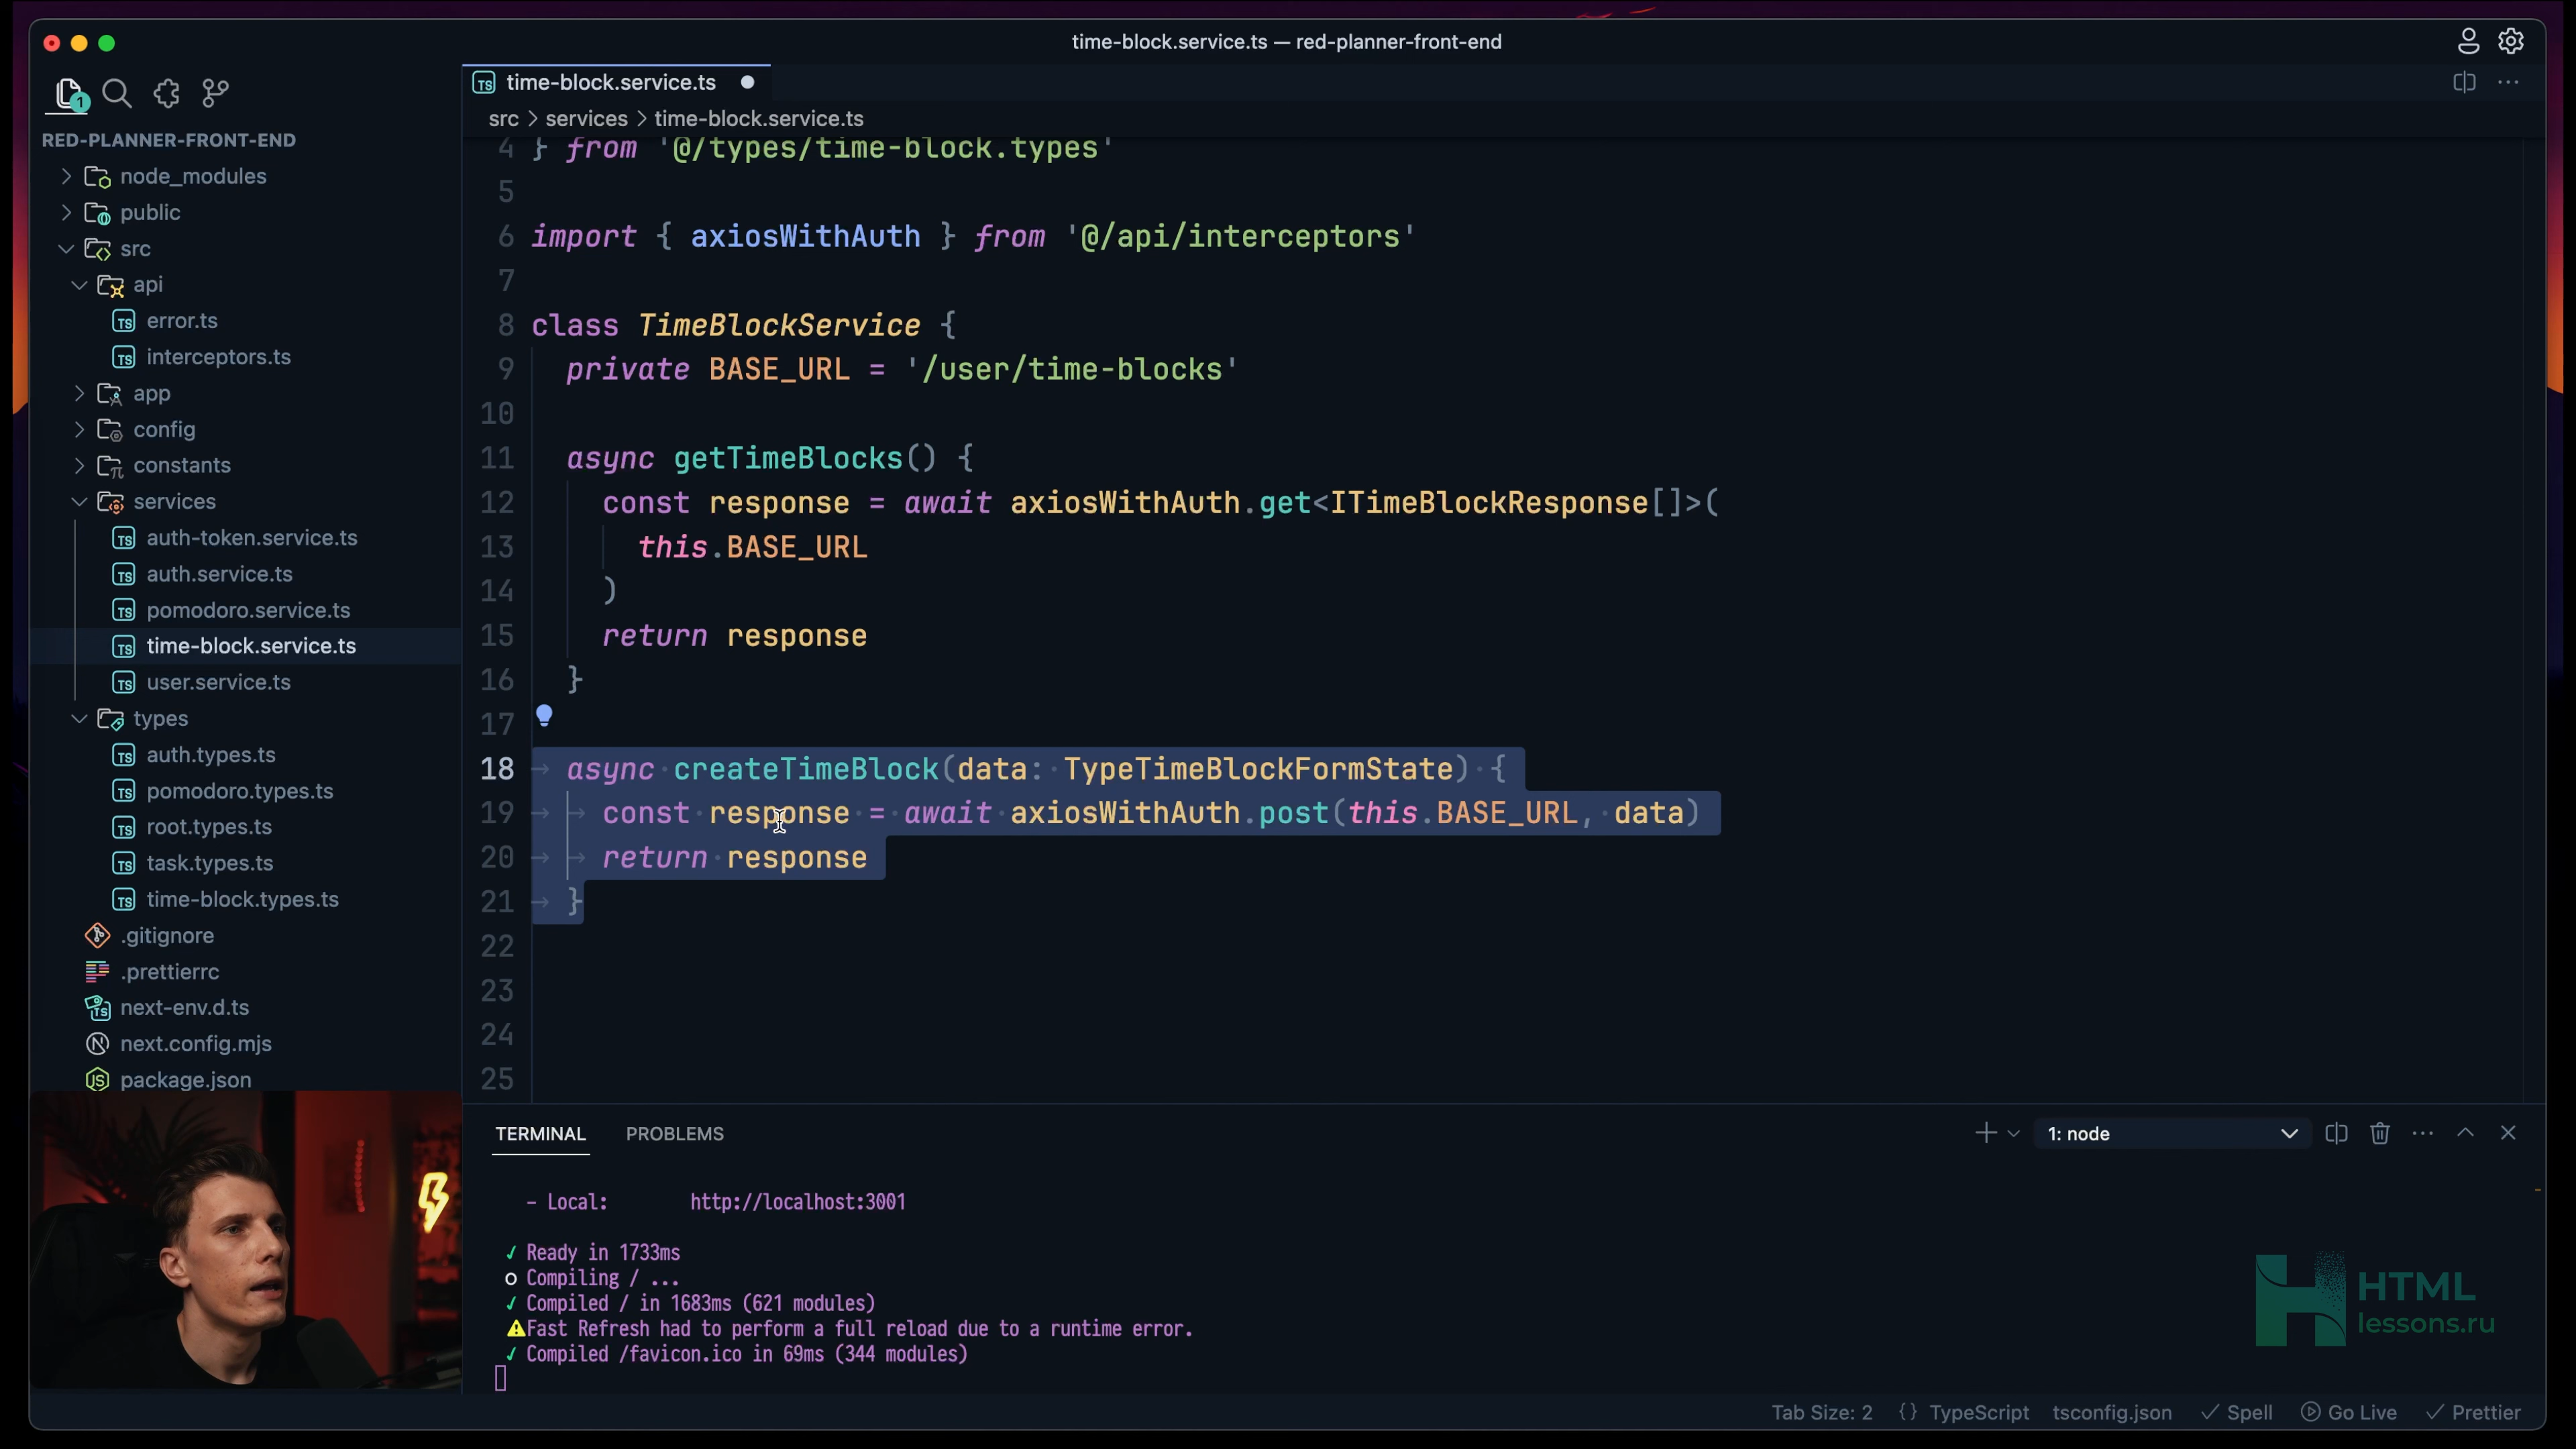 time-block.service.ts — red-planner-front-end
1
RED-PLANNER-FRONT-END
node_modules
public
src
api
error.ts
interceptors.ts
app
config
constants
services
auth-token.service.ts
auth.service.ts
pomodoro.service.ts
time-block.service.ts
user.service.ts
types
auth.types.ts
pomodoro.types.ts
root.types.ts
task.types.ts
time-block.types.ts
.gitignore
.prettierrc
next-env.d.ts
next.config.mjs
package.json
time-block.service.ts
src > services > time-block.service.ts
4 } from '@/types/time-block.types'
5
6 import { axiosWithAuth } from '@/api/interceptors'
7
8 class TimeBlockService {
9 private BASE_URL = '/user/time-blocks'
10
11 async getTimeBlocks() {
12 const response = await axiosWithAuth.get<ITimeBlockResponse[]>(
13 this.BASE_URL
14 )
15 return response
16 }
17
18 async createTimeBlock(data: TypeTimeBlockFormState) {
19 const response = await axiosWithAuth.post(this.BASE_URL, data)
20 return response
21 }
22
23
24
25
TERMINAL PROBLEMS
1: node
- Local: http://localhost:3001
✓ Ready in 1733ms
○ Compiling / ...
✓ Compiled / in 1683ms (621 modules)
⚠Fast Refresh had to perform a full reload due to a runtime error.
✓ Compiled /favicon.ico in 69ms (344 modules)
HTML
lessons.ru
Tab Size: 2 {} TypeScript tsconfig.json ✓ Spell Go Live ✓ Prettier